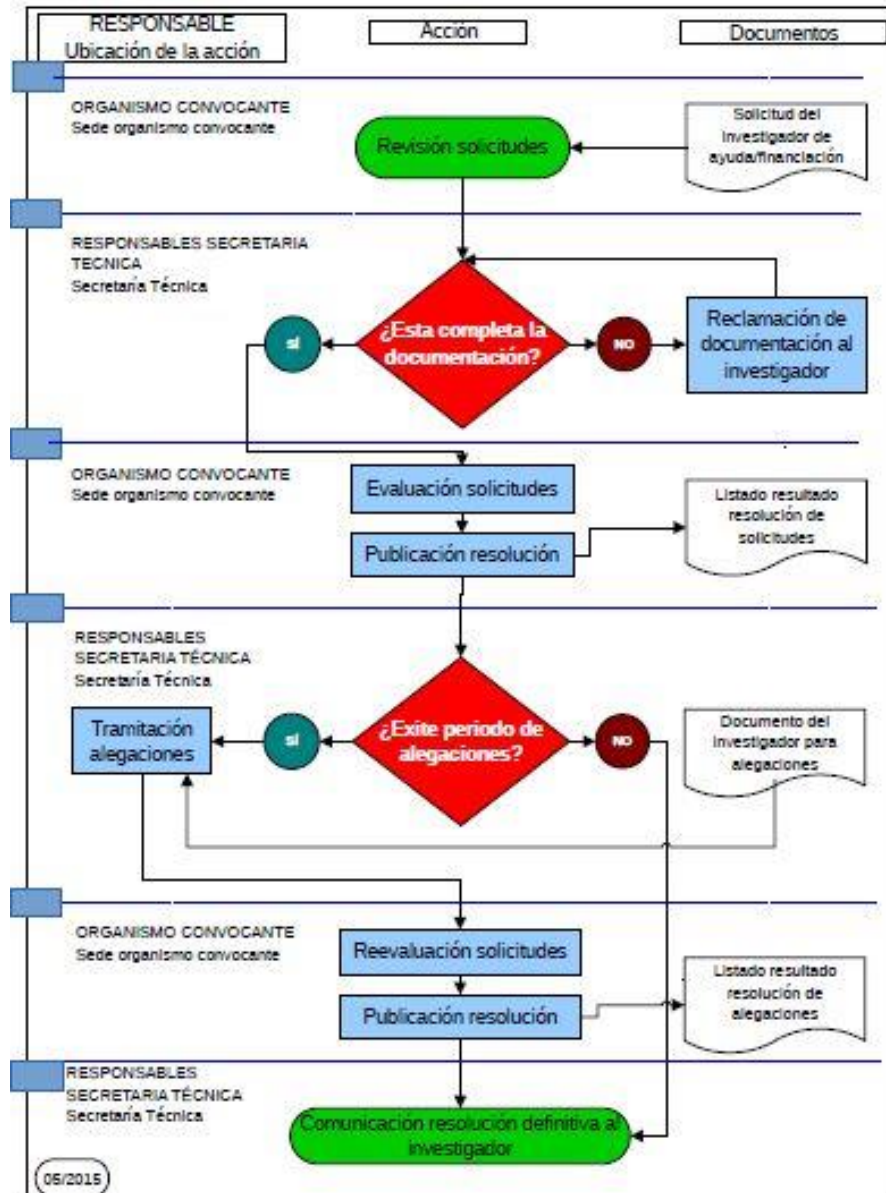 RESPONSABLE
Ubicación de la acción
Acción
Documentos
ORGANISMO CONVOCANTE
Sede organismo convocante
Revisión solicitudes
Solicitud del
investigador de
ayuda/financiación
RESPONSABLES SECRETARIA
TECNICA
Secretaría Técnica
SÍ
¿Esta completa la
documentación?
NO
Reclamación de
documentación al
investigador
ORGANISMO CONVOCANTE
Sede organismo convocante
Evaluación solicitudes
Publicación resolución
Listado resultado
resolución de
solicitudes
RESPONSABLES
SECRETARIA TÉCNICA
Secretaría Técnica
Tramitación
alegaciones
SÍ
¿Exite periodo de
alegaciones?
NO
Documento del
investigador para
alegaciones
ORGANISMO CONVOCANTE
Sede organismo convocante
Reevaluación solicitudes
Publicación resolución
Listado resultado
resolución de
alegaciones
RESPONSABLES
SECRETARIA TÉCNICA
Secretaría Técnica
Comunicación resolución definitiva al
investigador
05/2015